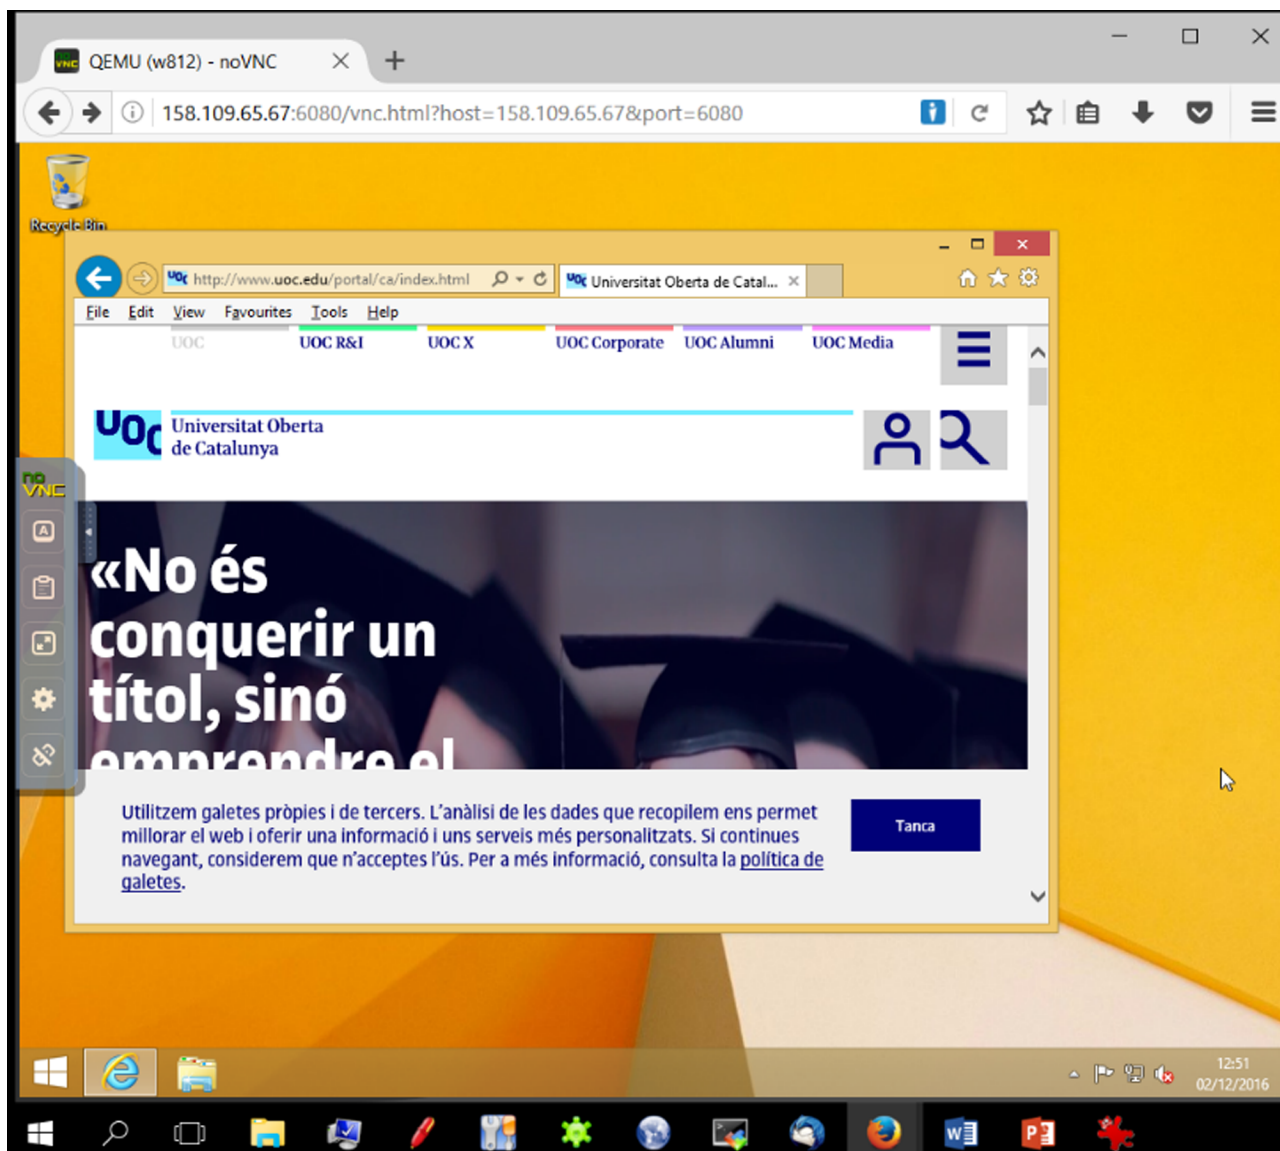 QEMU (w812) - noVNC
158.109.65.67:6080/vnc.html?host=158.109.65.67&port=6080
Recycle Bin
http://www.uoc.edu/portal/ca/index.html
UOC Universitat Oberta de Catal...
File Edit View Favourites Tools Help
UOC UOC R&I UOC X UOC Corporate UOC Alumni UOC Media
UOC
Universitat Oberta
de Catalunya
no
VNC
A
«No és
conquerir un
títol, sinó
emprendre el
Utilitzem galetes pròpies i de tercers. L'anàlisi de les dades que recopilem ens permet
millorar el web i oferir una informació i uns serveis més personalitzats. Si continues
navegant, considerem que n'acceptes l'ús. Per a més informació, consulta la política de
galetes.
Tanca
12:51
02/12/2016